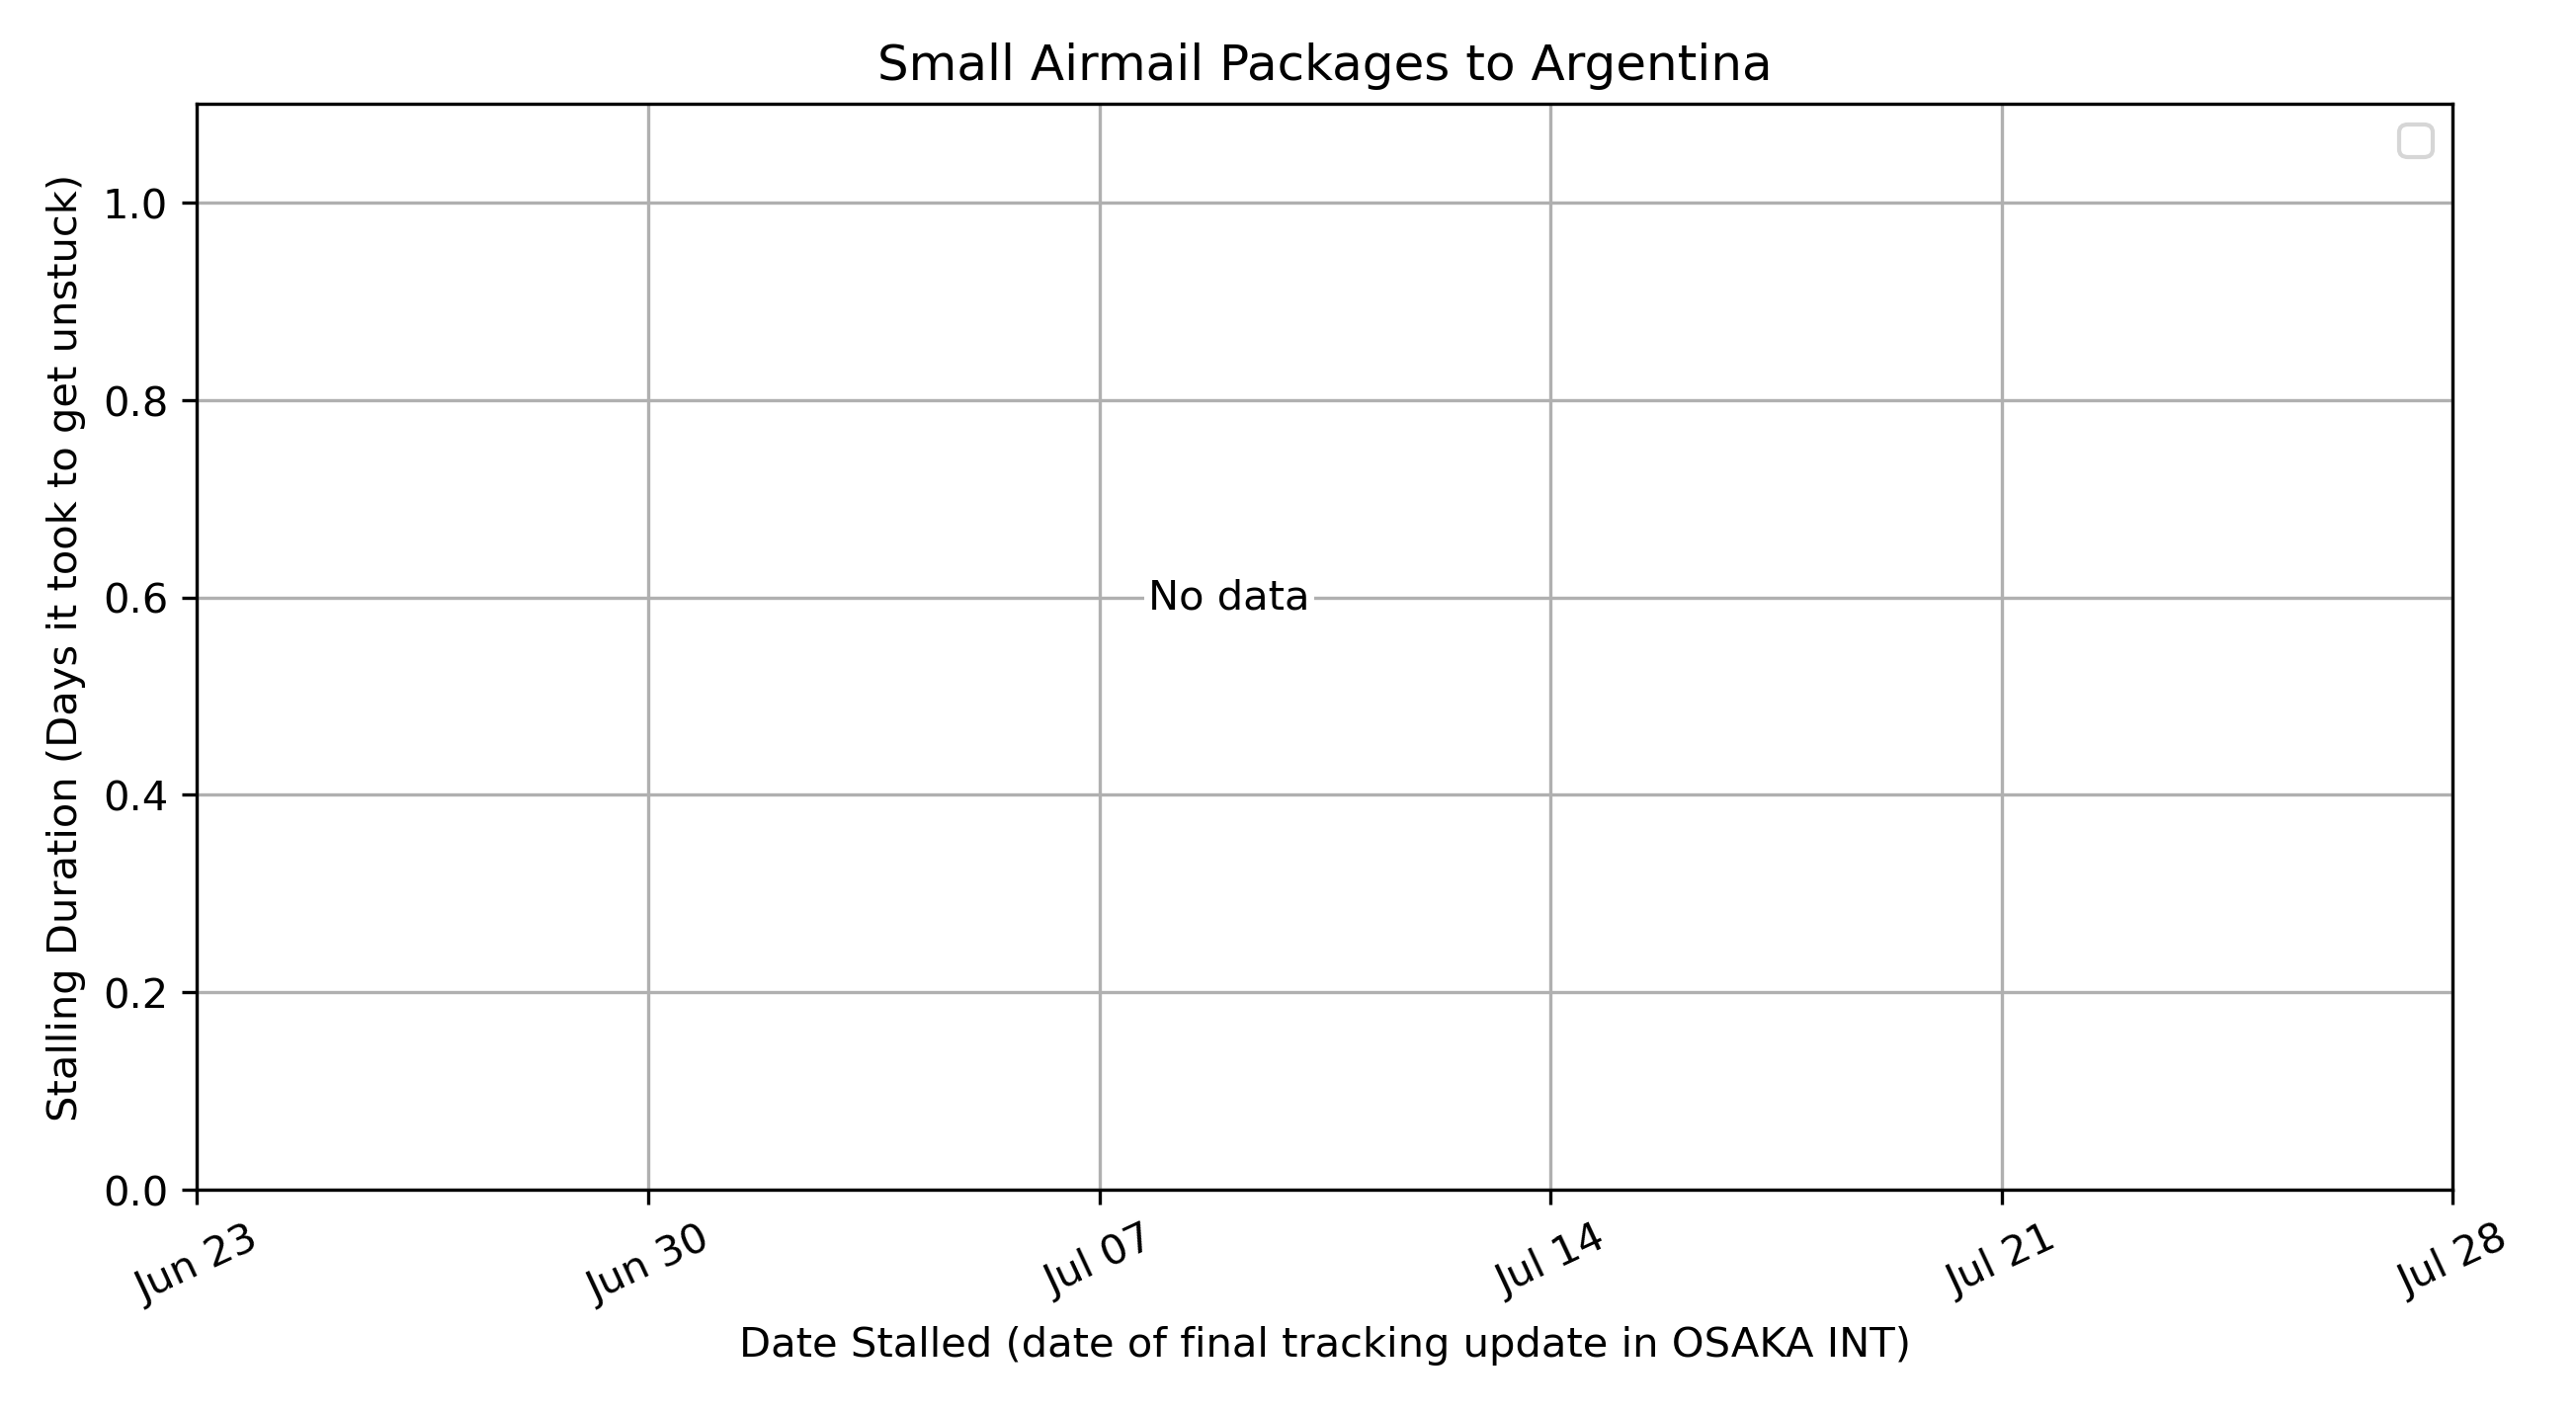 Small Airmail Packages to Argentina
Stalling Duration (Days it took to get unstuck)
1.0
0.8
0.6
0.4
0.2
0.0
No data
Jun 23
Jun 30
Jul 07
Jul 14
Jul 21
Jul 28
Date Stalled (date of final tracking update in OSAKA INT)